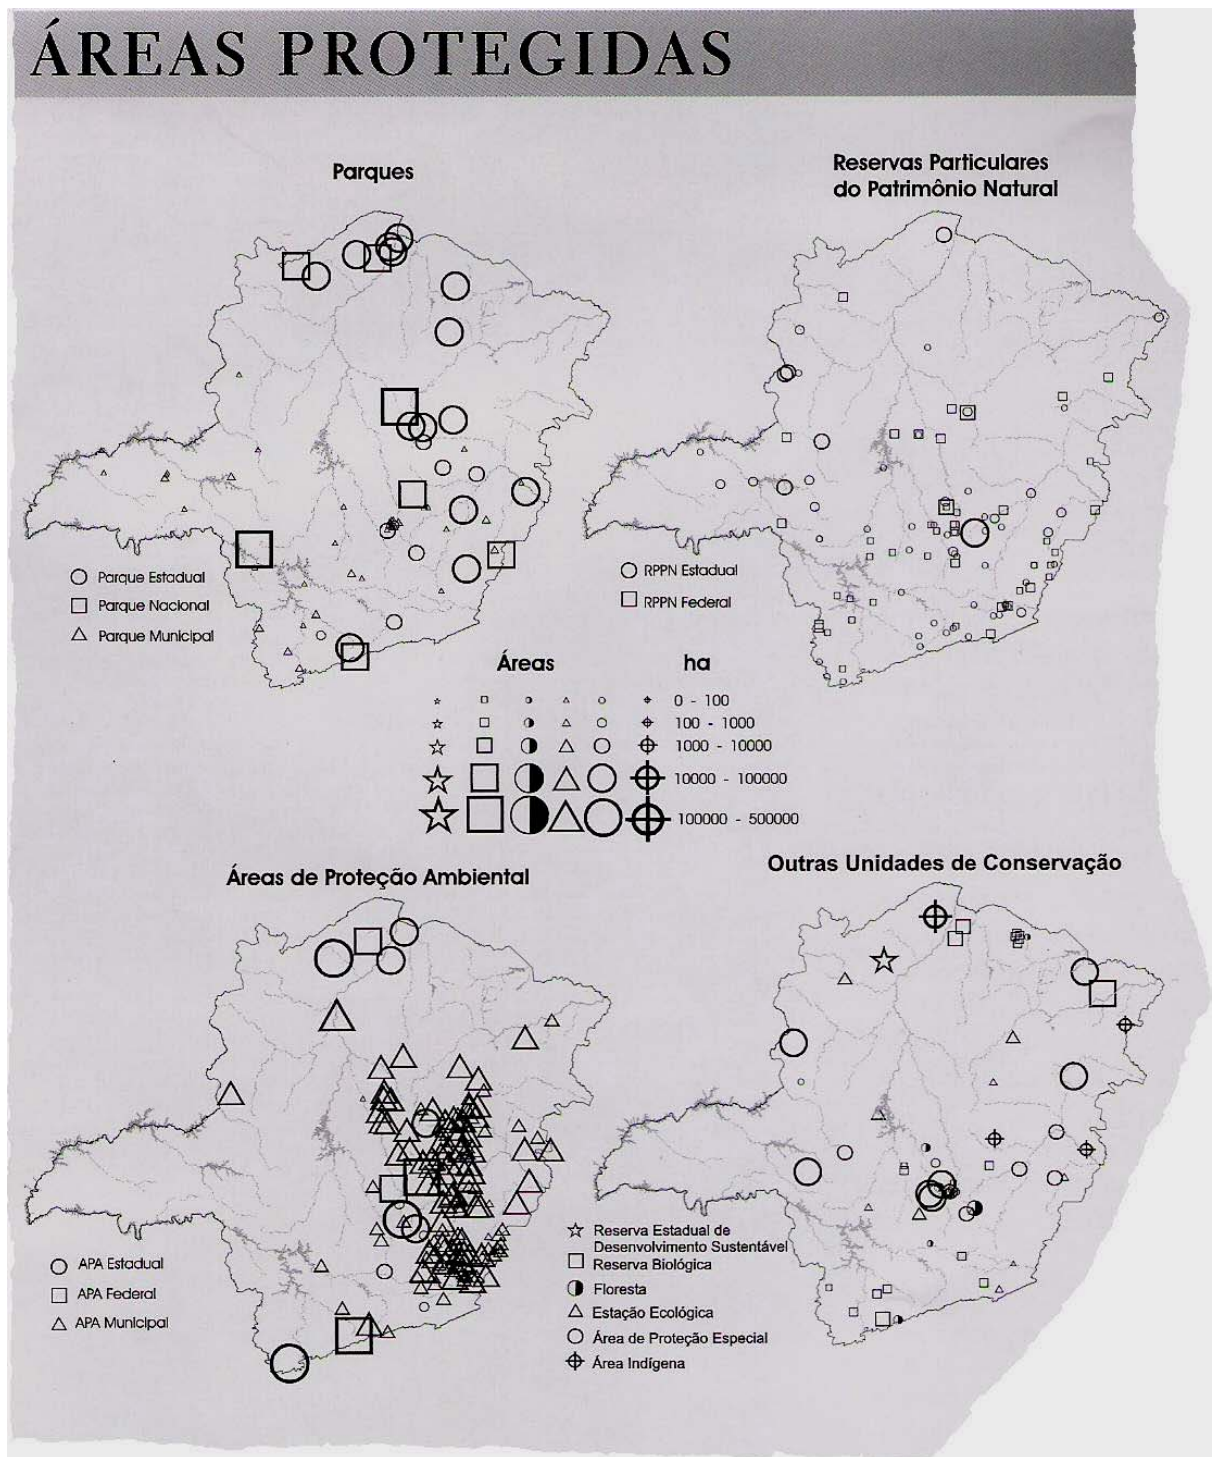 ÁREAS PROTEGIDAS
Parques
Parque Estadual
Parque Nacional
Parque Municipal
Reservas Particulares
do Patrimônio Natural
RPPN Estadual
RPPN Federal
Áreas ha
0 - 100
100 - 1000
1000 - 10000
10000 - 100000
100000 - 500000
Áreas de Proteção Ambiental
APA Estadual
APA Federal
APA Municipal
Outras Unidades de Conservação
Reserva Estadual de
Desenvolvimento Sustentável
Reserva Biológica
Floresta
Estação Ecológica
Área de Proteção Especial
Área Indígena